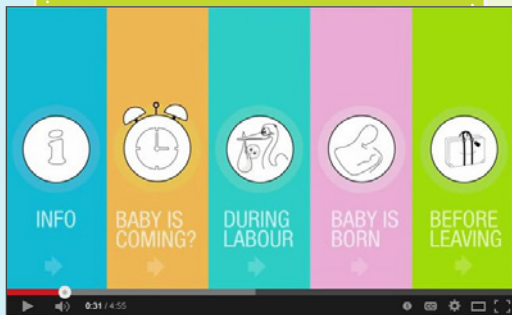 INFO
BABY IS
COMING?
DURING
LABOUR
BABY IS
BORN
BEFORE
LEAVING
0:31 / 4:55